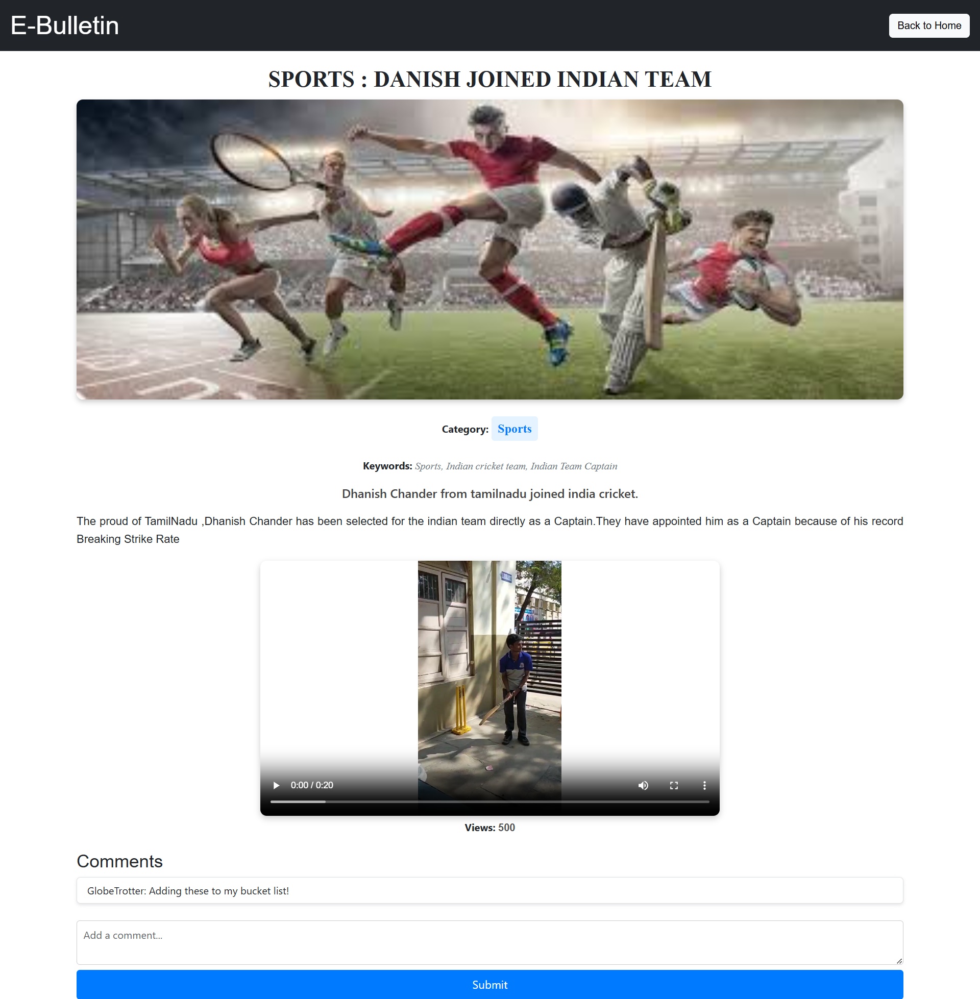 E-Bulletin
Back to Home
SPORTS : DANISH JOINED INDIAN TEAM
Category: Sports
Keywords: Sports, Indian cricket team, Indian Team Captain
Dhanish Chander from tamilnadu joined india cricket.
The proud of TamilNadu ,Dhanish Chander has been selected for the indian team directly as a Captain.They have appointed him as a Captain because of his record
Breaking Strike Rate
0:00 / 0:20
Views: 500
Comments
GlobeTrotter: Adding these to my bucket list!
Add a comment...
Submit